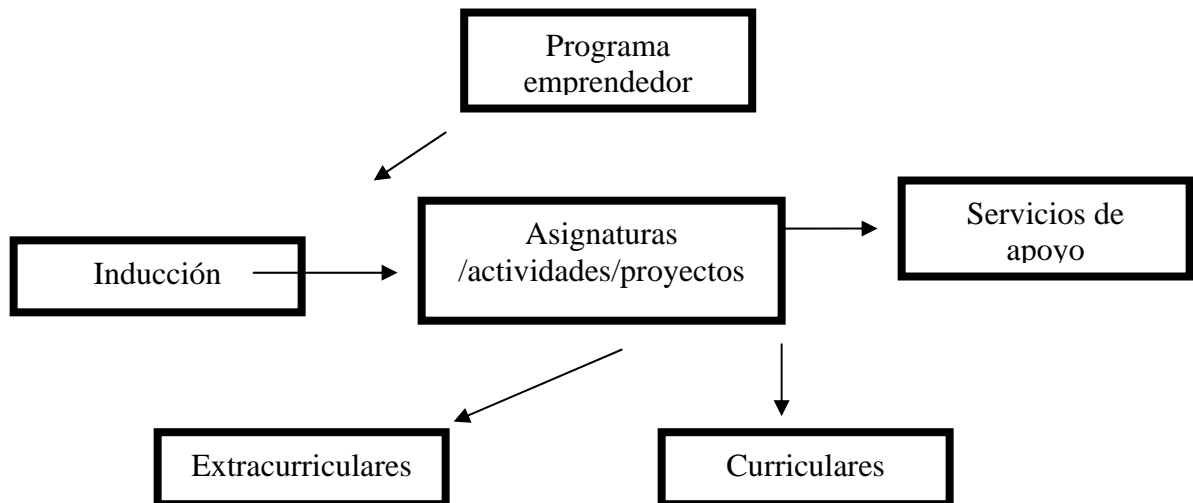 Programa
emprendedor
Servicios de
apoyo
Asignaturas
/actividades/proyectos
Inducción
Extracurriculares
Curriculares